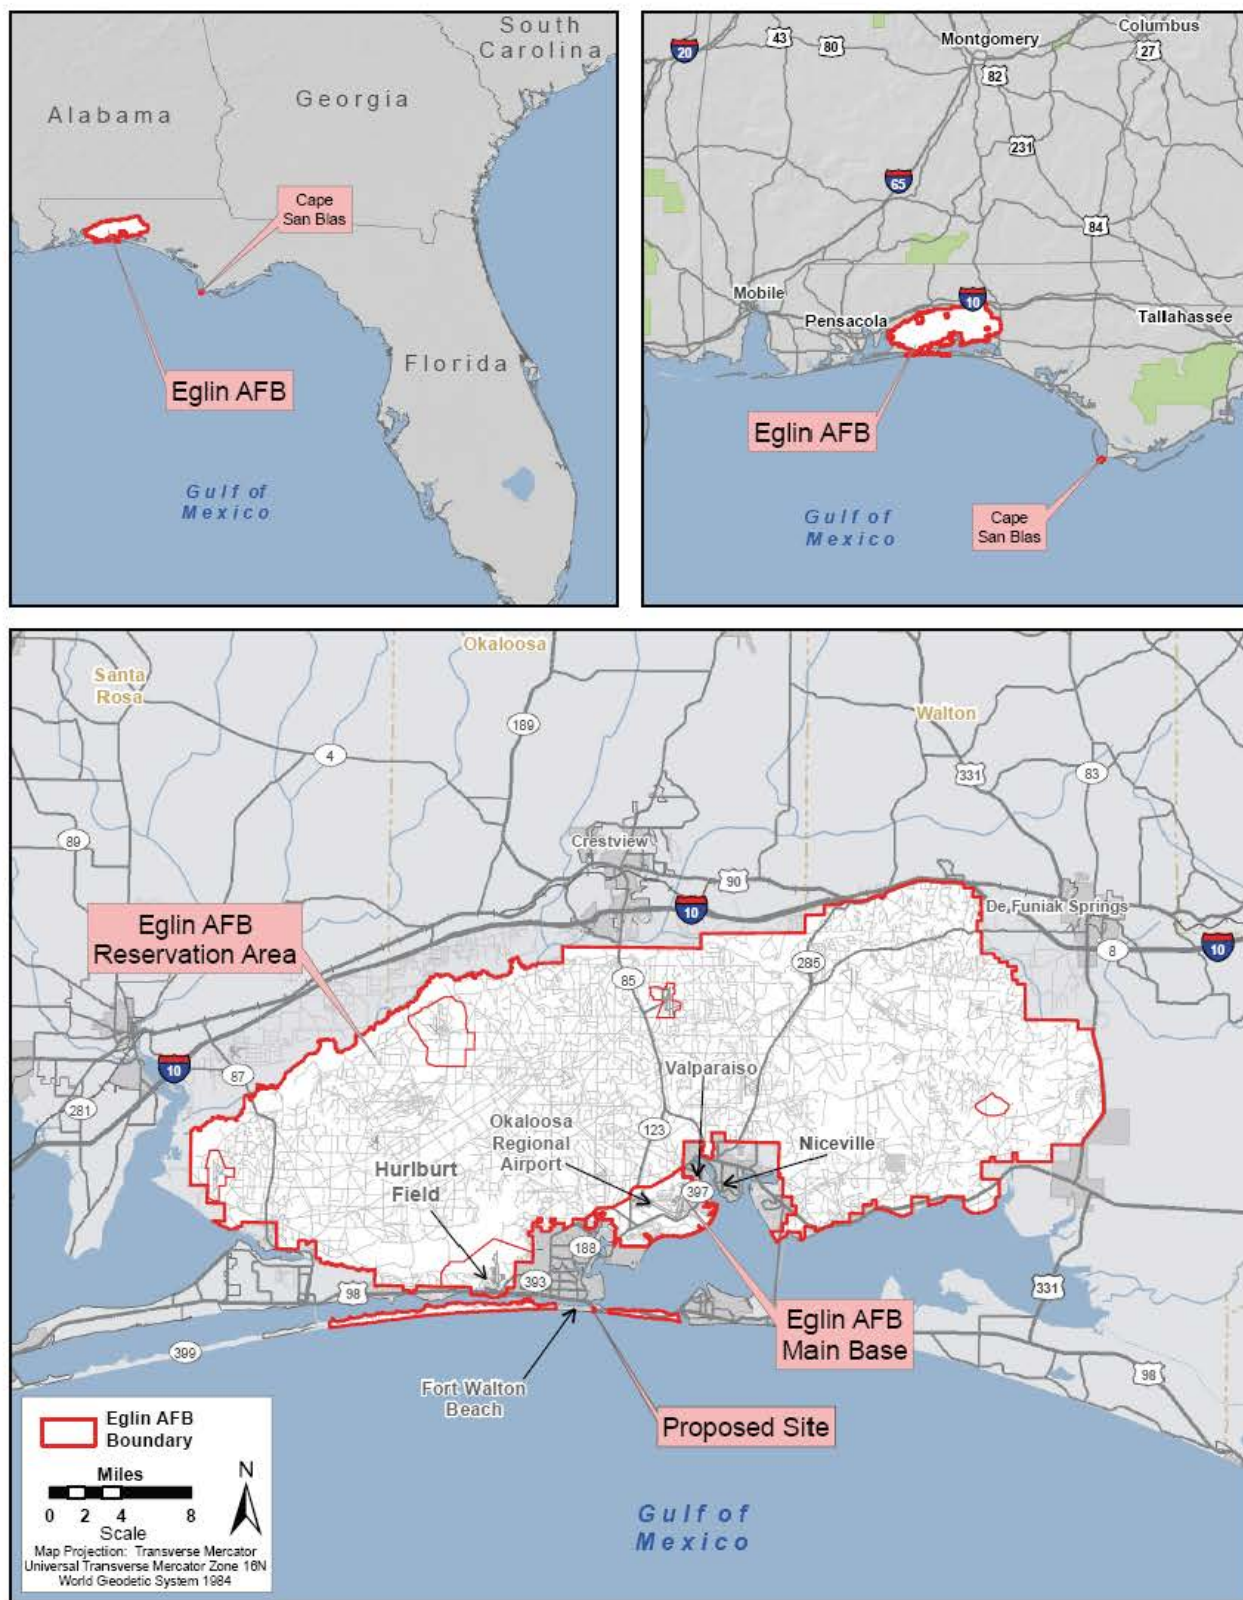 South
Carolina
Georgia
Alabama
Cape
San Blas
Florida
Eglin AFB
Gulf of
Mexico
Columbus
43
80
Montgomery
27
20
82
231
65
84
Mobile
10
Pensacola
Tallahassee
Eglin AFB
Gulf of
Mexico
Cape
San Blas
Okaloosa
Santa
Rosa
Walton
189
4
331
83
89
Crestview
90
10
De Funiak Springs
Eglin AFB
Reservation Area
8
10
285
85
Valparaiso
10
87
281
Okaloosa
Regional
Airport
123
Niceville
Hurlburt
Field
397
188
393
98
331
Eglin AFB
Main Base
399
98
Fort Walton
Beach
Proposed Site
Eglin AFB
Boundary
Miles
N
0 2 4 8
Scale
Map Projection: Transverse Mercator
Universal Transverse Mercator Zone 16N
World Geodetic System 1984
Gulf of
Mexico